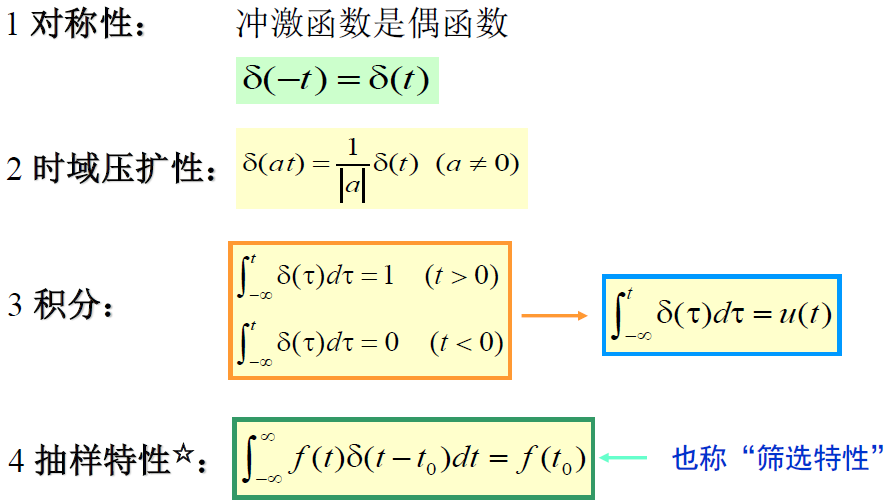 1 对称性： 冲激函数是偶函数
δ(−t) = δ(t)
2 时域压扩性： δ(at) = 1/|a| δ(t) (a ≠ 0)
∫_{−∞}^{t} δ(τ)dτ = 1 (t > 0)
3 积分： ∫_{−∞}^{t} δ(τ)dτ = u(t)
∫_{−∞}^{t} δ(τ)dτ = 0 (t < 0)
4 抽样特性☆： ∫_{−∞}^{∞} f(t)δ(t − t₀)dt = f(t₀) 也称“筛选特性”